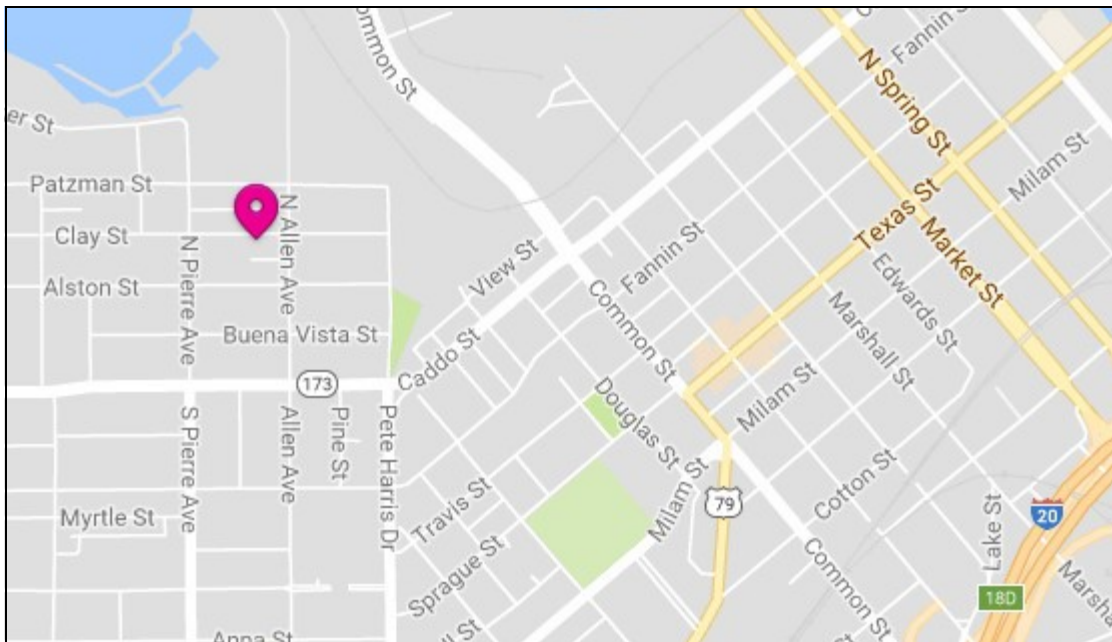 Common St
Fannin St
N Spring St
er St
Milam St
Patzman St
N Allen Ave
Texas St
Clay St
N Pierre Ave
View St
Fannin St
Market St
Edwards St
Alston St
Common St
Marshall St
Buena Vista St
Caddo St
173
Douglas St
Milam St
S Pierre Ave
Allen Ave
Pine St
Pete Harris Dr
Travis St
Milam St
79
Cotton St
Lake St
20
Myrtle St
Sprague St
Common St
Marsha
18D
Anna St
ll St